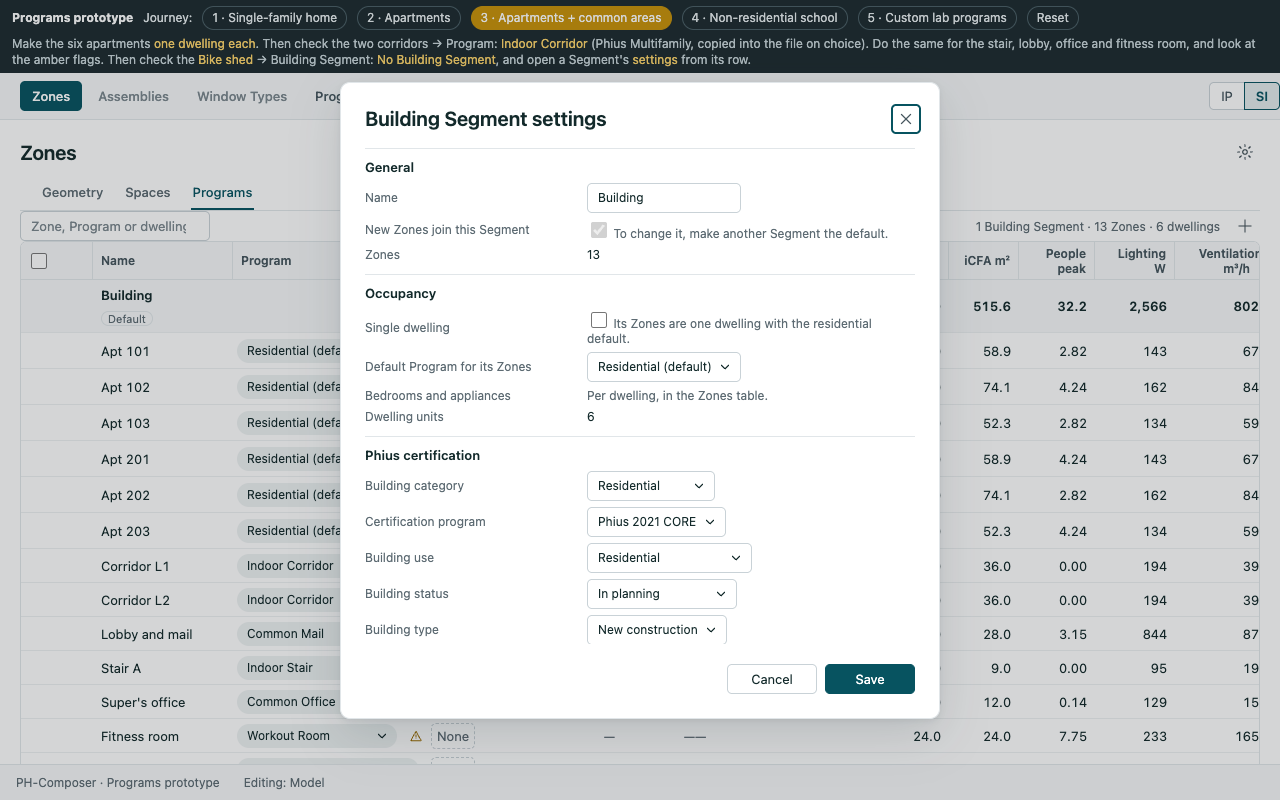 Programs prototype Journey: 1 · Single-family home 2 · Apartments 3 · Apartments + common areas 4 · Non-residential school 5 · Custom lab programs Reset
Make the six apartments one dwelling each. Then check the two corridors → Program: Indoor Corridor (Phius Multifamily, copied into the file on choice). Do the same for the stair, lobby, office and fitness room, and look at
the amber flags. Then check the Bike shed → Building Segment: No Building Segment, and open a Segment's settings from its row.
Zones Assemblies Window Types IP SI
Zones
Geometry Spaces Programs
Zone, Program or dwelling 1 Building Segment · 13 Zones · 6 dwellings
Name Program iCFA m² People peak Lighting W Ventilation m³/h
Building 515.6 32.2 2,566 802
Default
Apt 101 Residential (defa 58.9 2.82 143 67
Apt 102 Residential (defa 74.1 4.24 162 84
Apt 103 Residential (defa 52.3 2.82 134 59
Apt 201 Residential (defa 58.9 4.24 143 67
Apt 202 Residential (defa 74.1 2.82 162 84
Apt 203 Residential (defa 52.3 4.24 134 59
Corridor L1 Indoor Corridor 36.0 0.00 194 39
Corridor L2 Indoor Corridor 36.0 0.00 194 39
Lobby and mail Common Mail 28.0 3.15 844 87
Stair A Indoor Stair 9.0 0.00 95 19
Super's office Common Office 12.0 0.14 129 15
Fitness room Workout Room None — —— 24.0 24.0 7.75 233 165
Building Segment settings
General
Name Building
New Zones join this Segment To change it, make another Segment the default.
Zones 13
Occupancy
Single dwelling Its Zones are one dwelling with the residential
default.
Default Program for its Zones Residential (default)
Bedrooms and appliances Per dwelling, in the Zones table.
Dwelling units 6
Phius certification
Building category Residential
Certification program Phius 2021 CORE
Building use Residential
Building status In planning
Building type New construction
Cancel Save
PH-Composer · Programs prototype Editing: Model